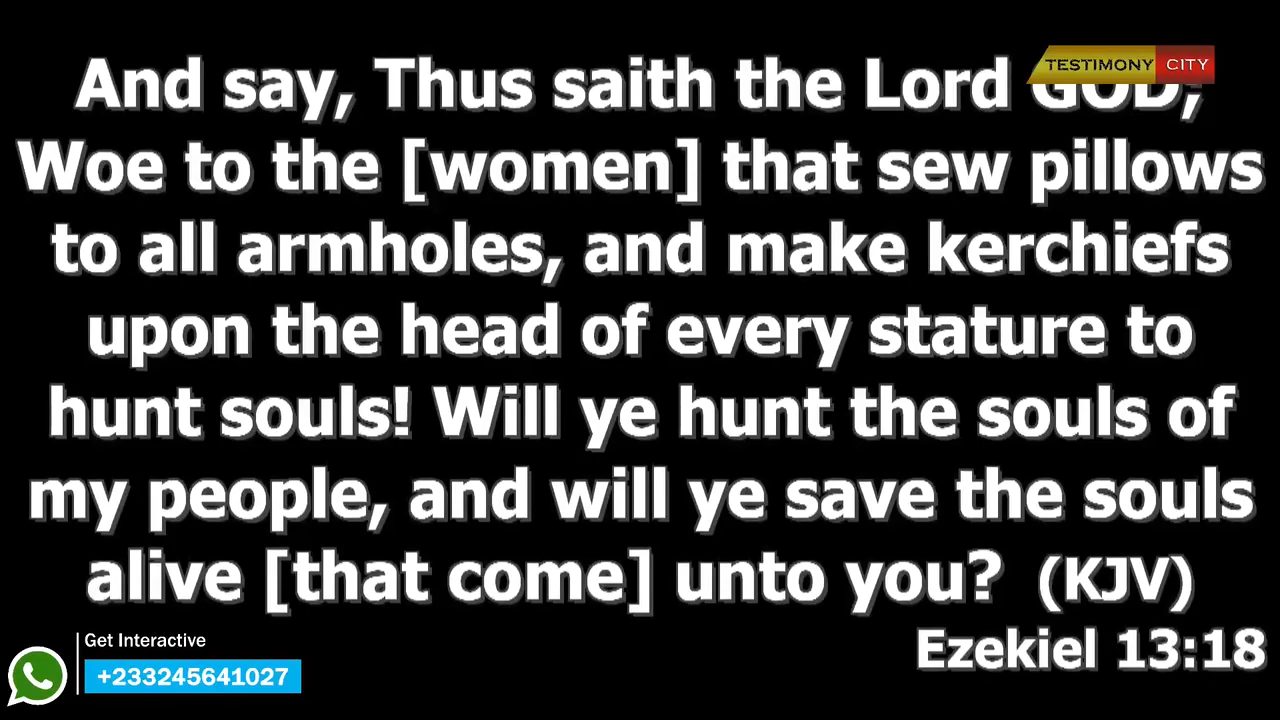 And say, Thus saith the Lord GOD;
TESTIMONY CITY
Woe to the [women] that sew pillows
to all armholes, and make kerchiefs
upon the head of every stature to
hunt souls! Will ye hunt the souls of
my people, and will ye save the souls
alive [that come] unto you? (KJV)
Ezekiel 13:18
Get Interactive
+233245641027